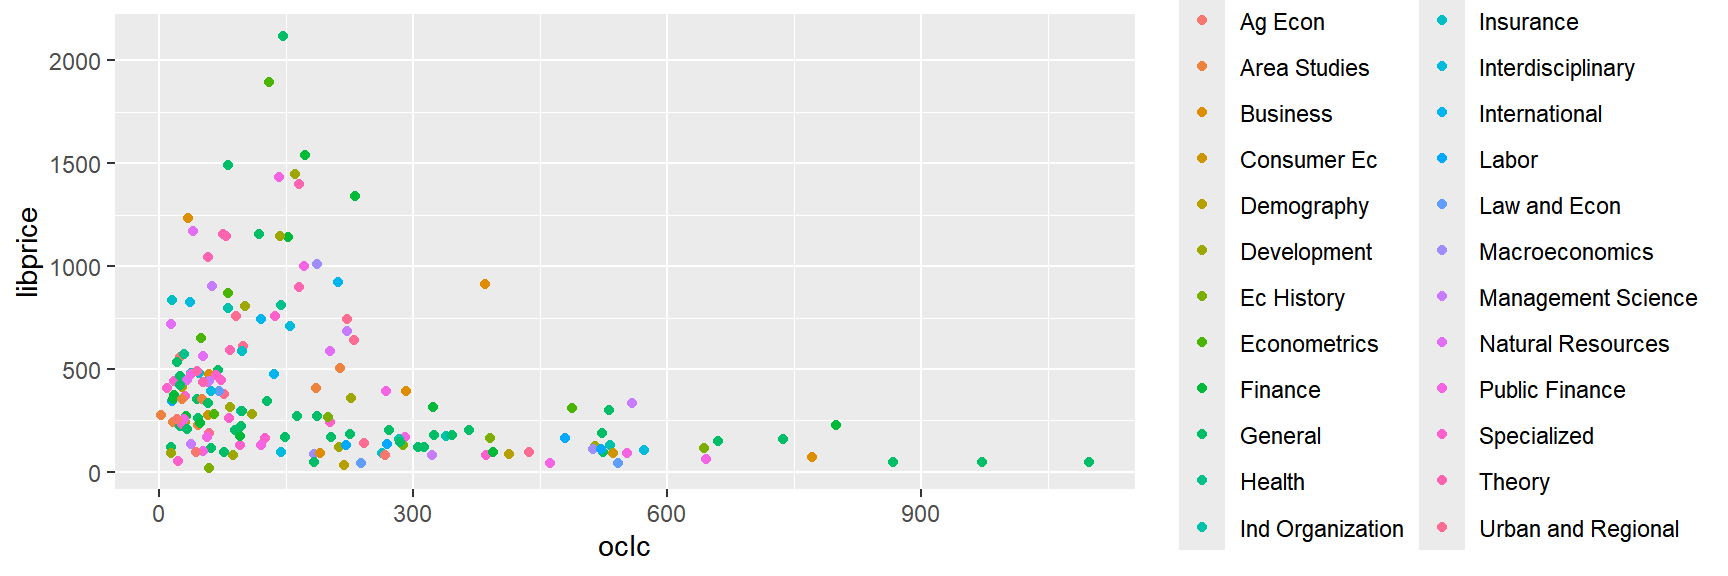 2000
1500
1000
500
0
libprice
0 300 600 900
oclc
Ag Econ
Area Studies
Business
Consumer Ec
Demography
Development
Ec History
Econometrics
Finance
General
Health
Ind Organization
Insurance
Interdisciplinary
International
Labor
Law and Econ
Macroeconomics
Management Science
Natural Resources
Public Finance
Specialized
Theory
Urban and Regional